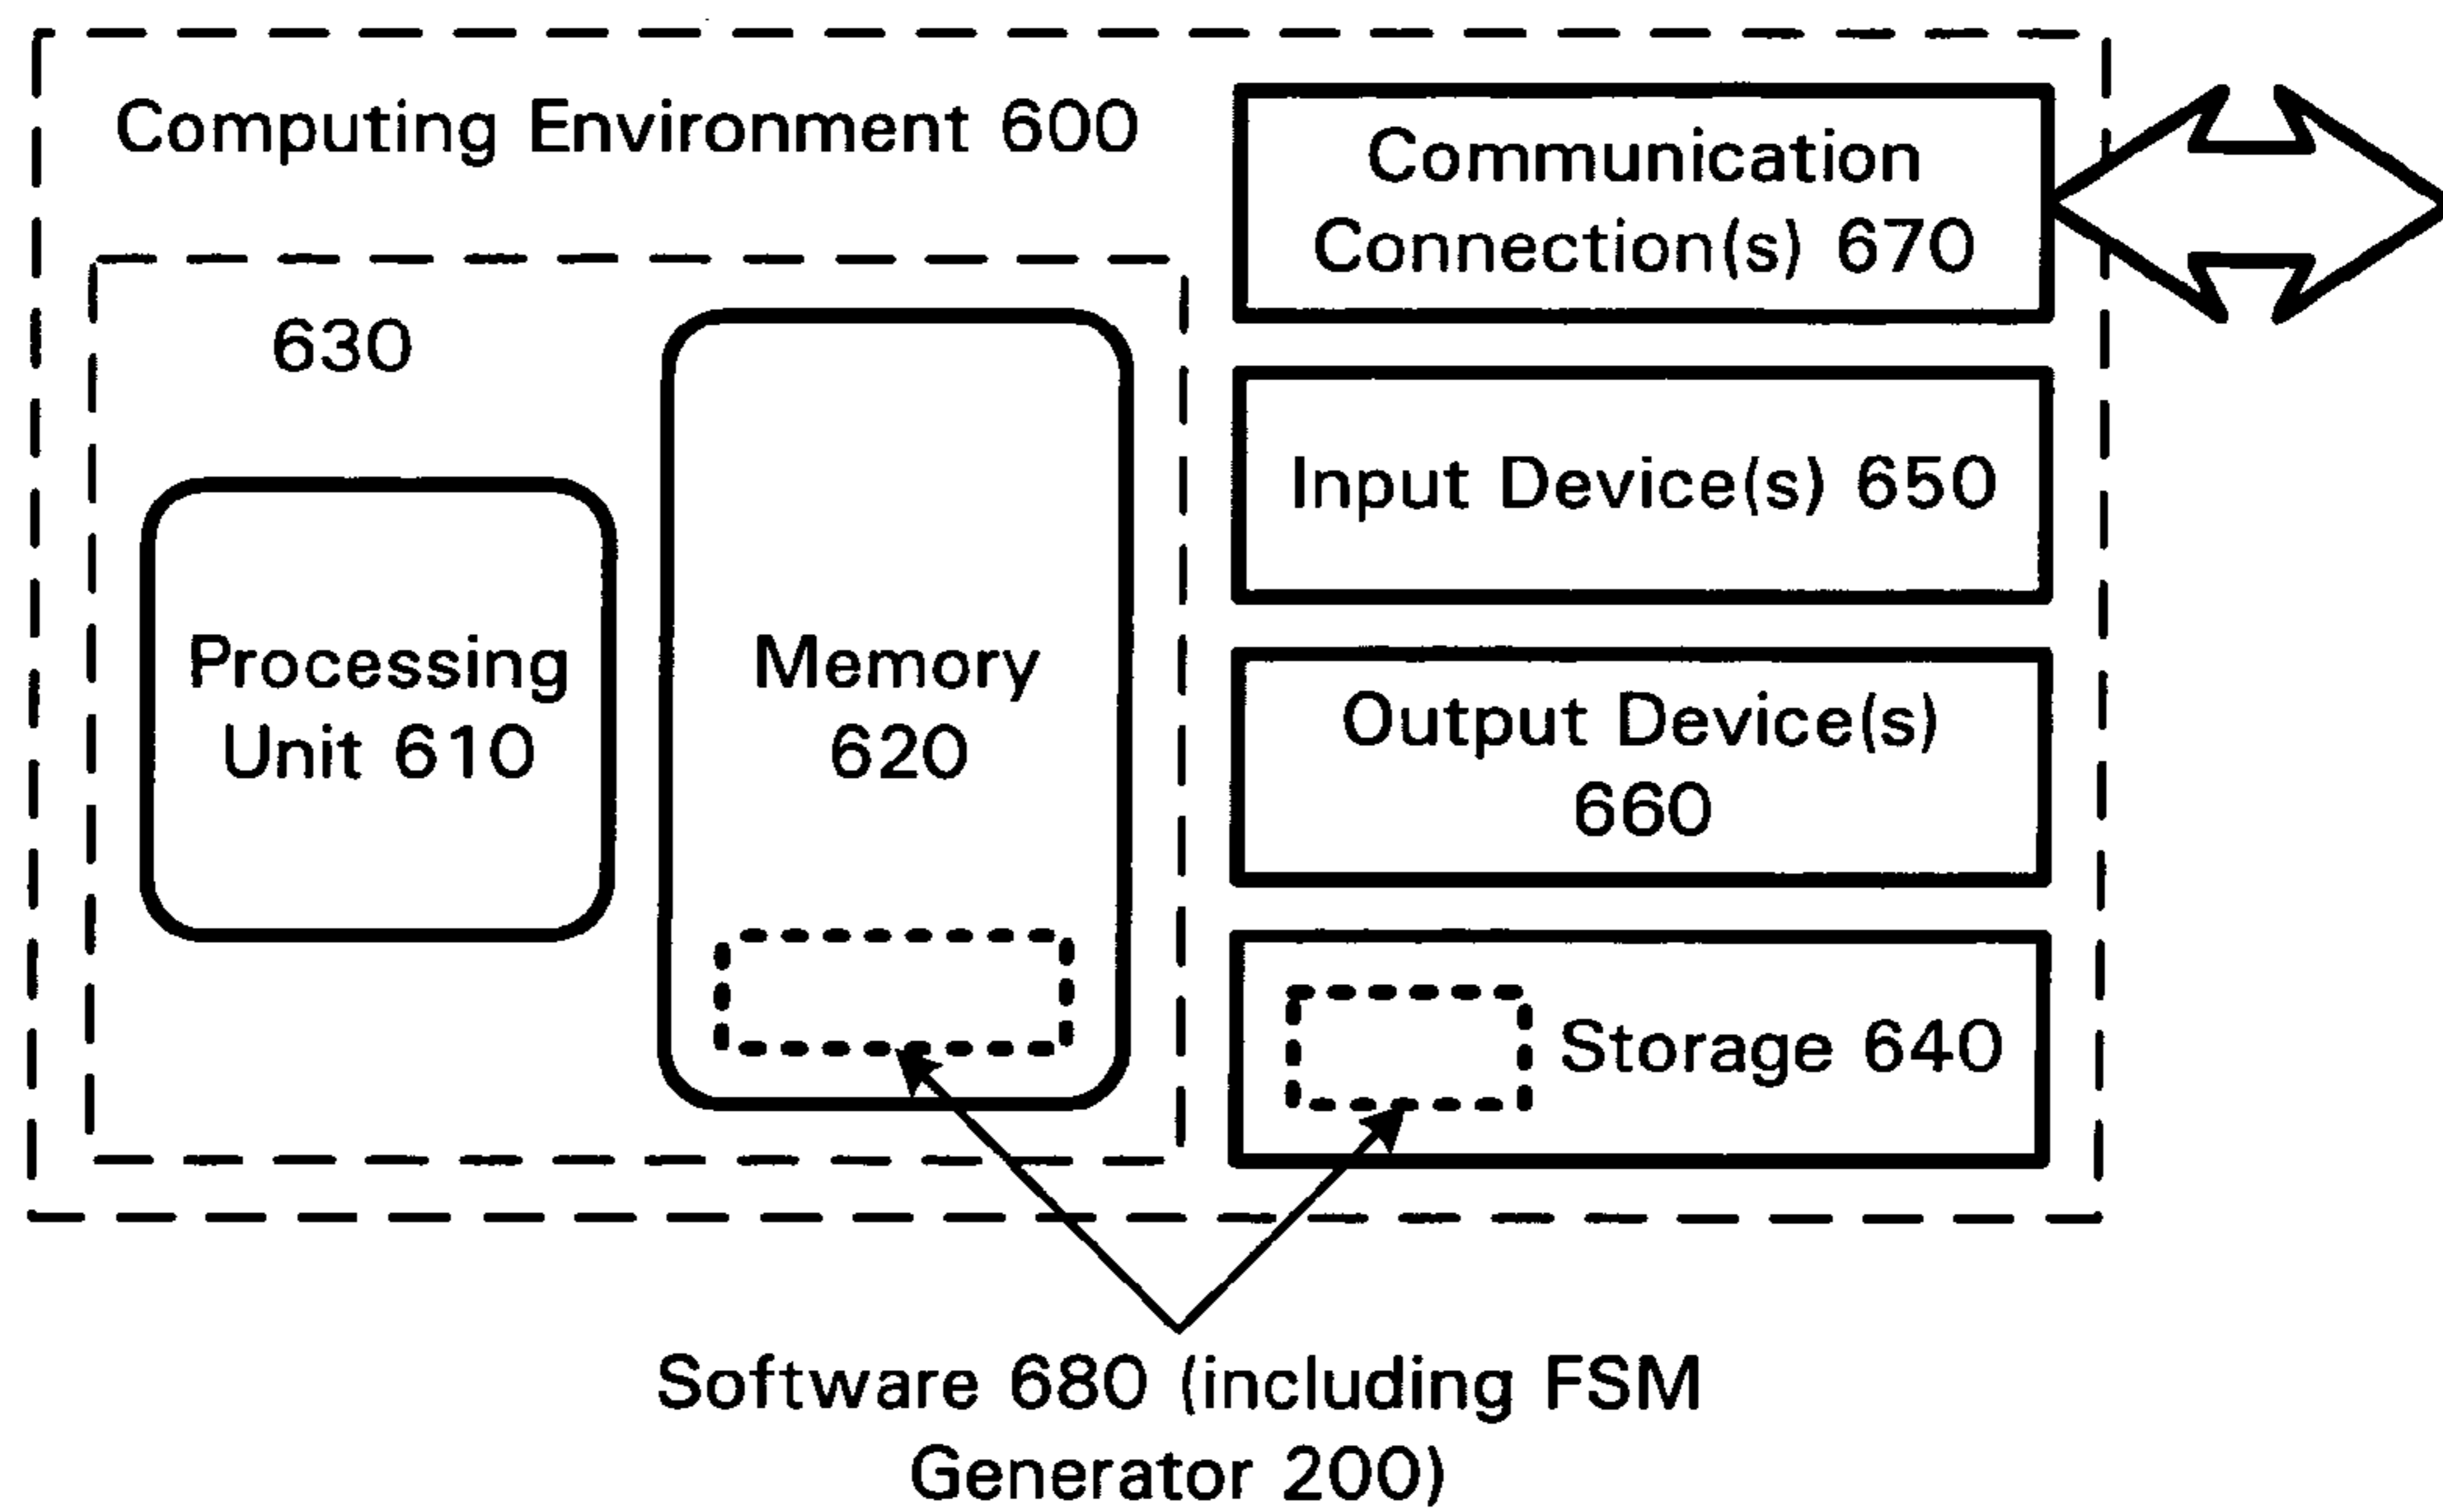 Computing Environment 600
Communication
Connection(s) 670
630
Input Device(s) 650
Processing
Unit 610
Memory
620
Output Device(s)
660
Storage 640
Software 680 (including FSM
Generator 200)